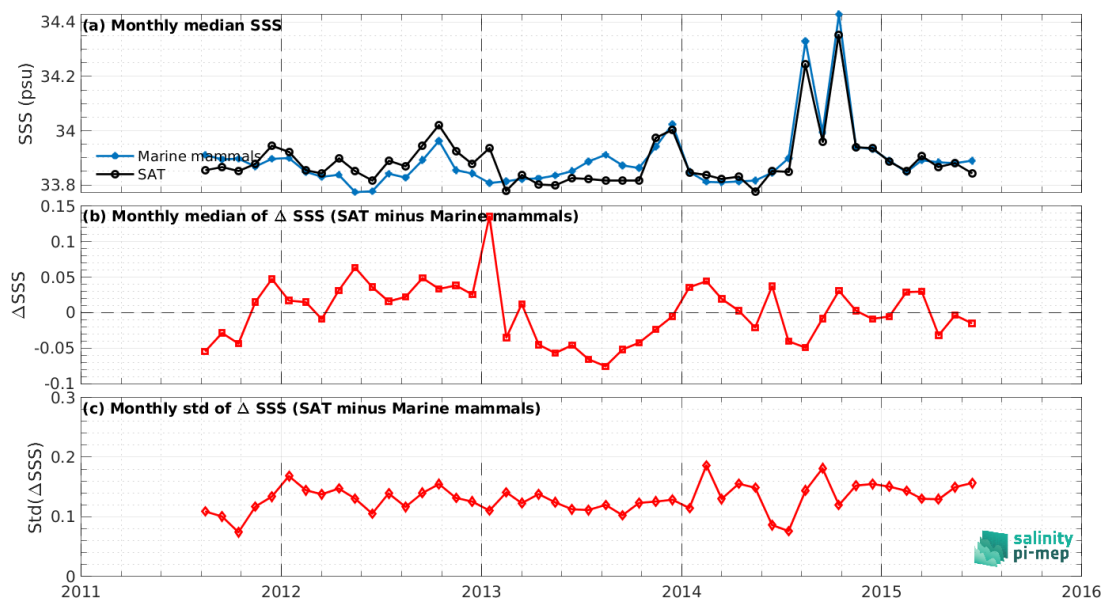 (a) Monthly median SSS
34.4
34.2
34
33.8
SSS (psu)
Marine mammals
SAT
(b) Monthly median of Δ SSS (SAT minus Marine mammals)
0.15
0.1
0.05
0
-0.05
-0.1
ΔSSS
(c) Monthly std of Δ SSS (SAT minus Marine mammals)
0.3
0.2
0.1
0
Std(ΔSSS)
salinity
pi-mep
2011 2012 2013 2014 2015 2016